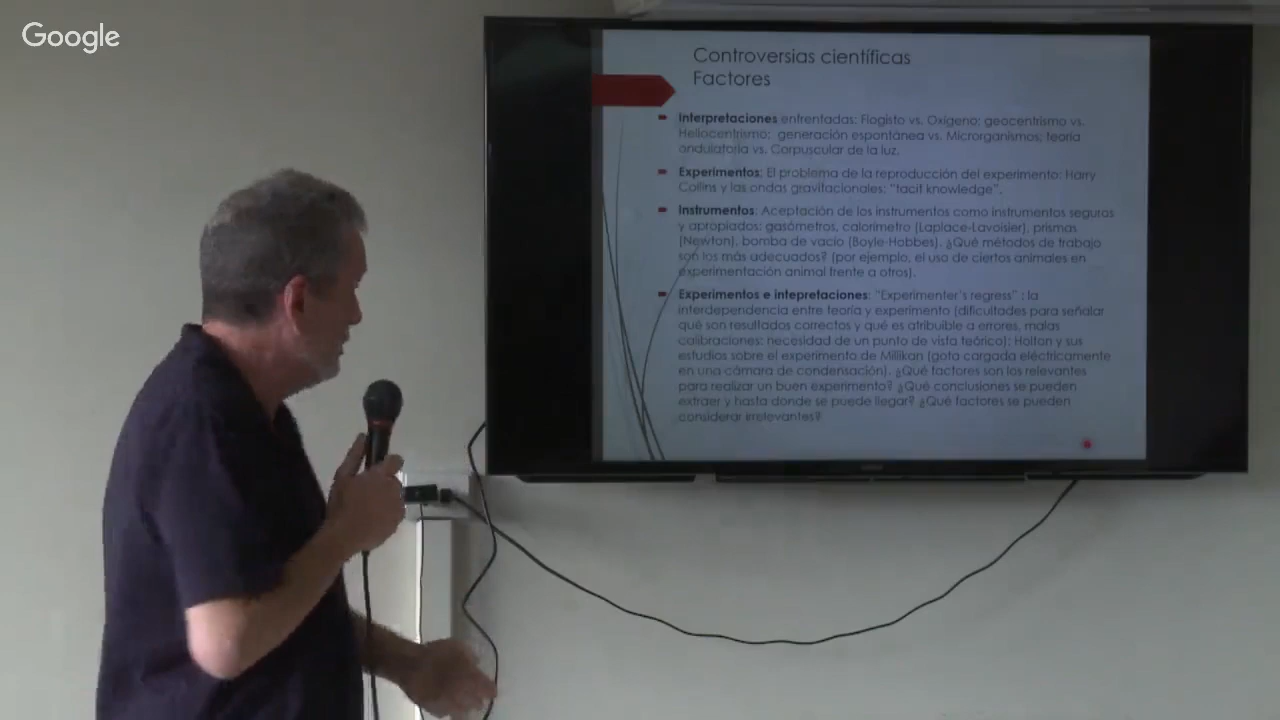 Google
Controversias científicas
Factores
Interpretaciones enfrentadas: Flogisto vs. Oxígeno; geocentrismo vs.
Heliocentrismo; generación espontánea vs. Microrganismos; teoría
ondulatoria vs. Corpuscular de la luz.
Experimentos: El problema de la reproducción del experimento: Harry
Collins y las ondas gravitacionales: "tacit knowledge".
Instrumentos: Aceptación de los instrumentos como instrumentos seguros
y apropiados: gasómetros, calorímetro (Laplace-Lavoisier), prismas
(Newton), bomba de vacío (Boyle-Hobbes). ¿Qué métodos de trabajo
son los más adecuados? (por ejemplo, el uso de ciertos animales en
experimentación animal frente a otros).
Experimentos e intepretaciones: "Experimenter's regress" : la
interdependencia entre teoría y experimento (dificultades para señalar
qué son resultados correctos y qué es atribuible a errores, malas
calibraciones: necesidad de un punto de vista teórico): Holton y sus
estudios sobre el experimento de Millikan (gota cargada eléctricamente
en una cámara de condensación). ¿Qué factores son los relevantes
para realizar un buen experimento? ¿Qué conclusiones se pueden
extraer y hasta donde se puede llegar? ¿Qué factores se pueden
considerar irrelevantes?